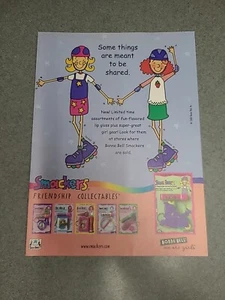 Some things
are meant
to be
shared.
New! Limited time
assortments of fun-flavored
lip gloss plus super-great
girl gear! Look for them
at stores where
Bonne Bell Smackers
are sold.
Smackers
FRIENDSHIP COLLECTABLES
BONNE BELL
www.smackers.com